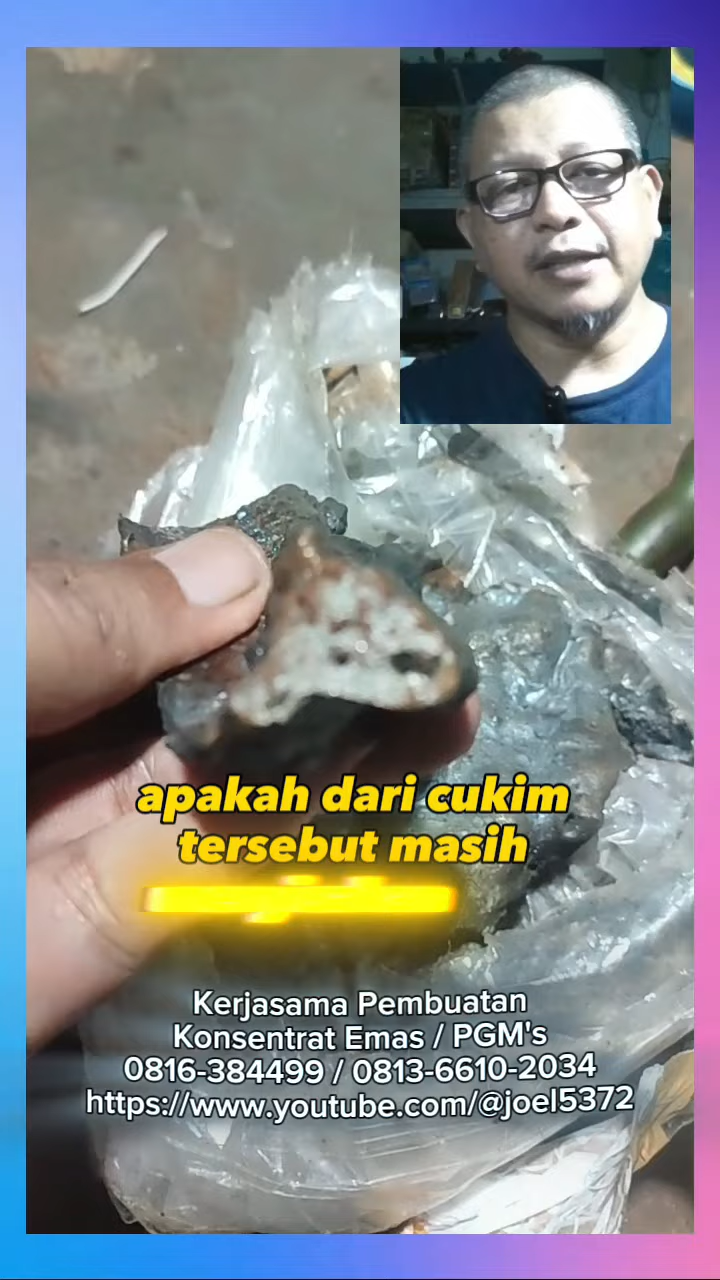 apakah dari cukim
tersebut masih
Kerjasama Pembuatan
Konsentrat Emas / PGM's
0816-384499 / 0813-6610-2034
https://www.youtube.com/@joel5372